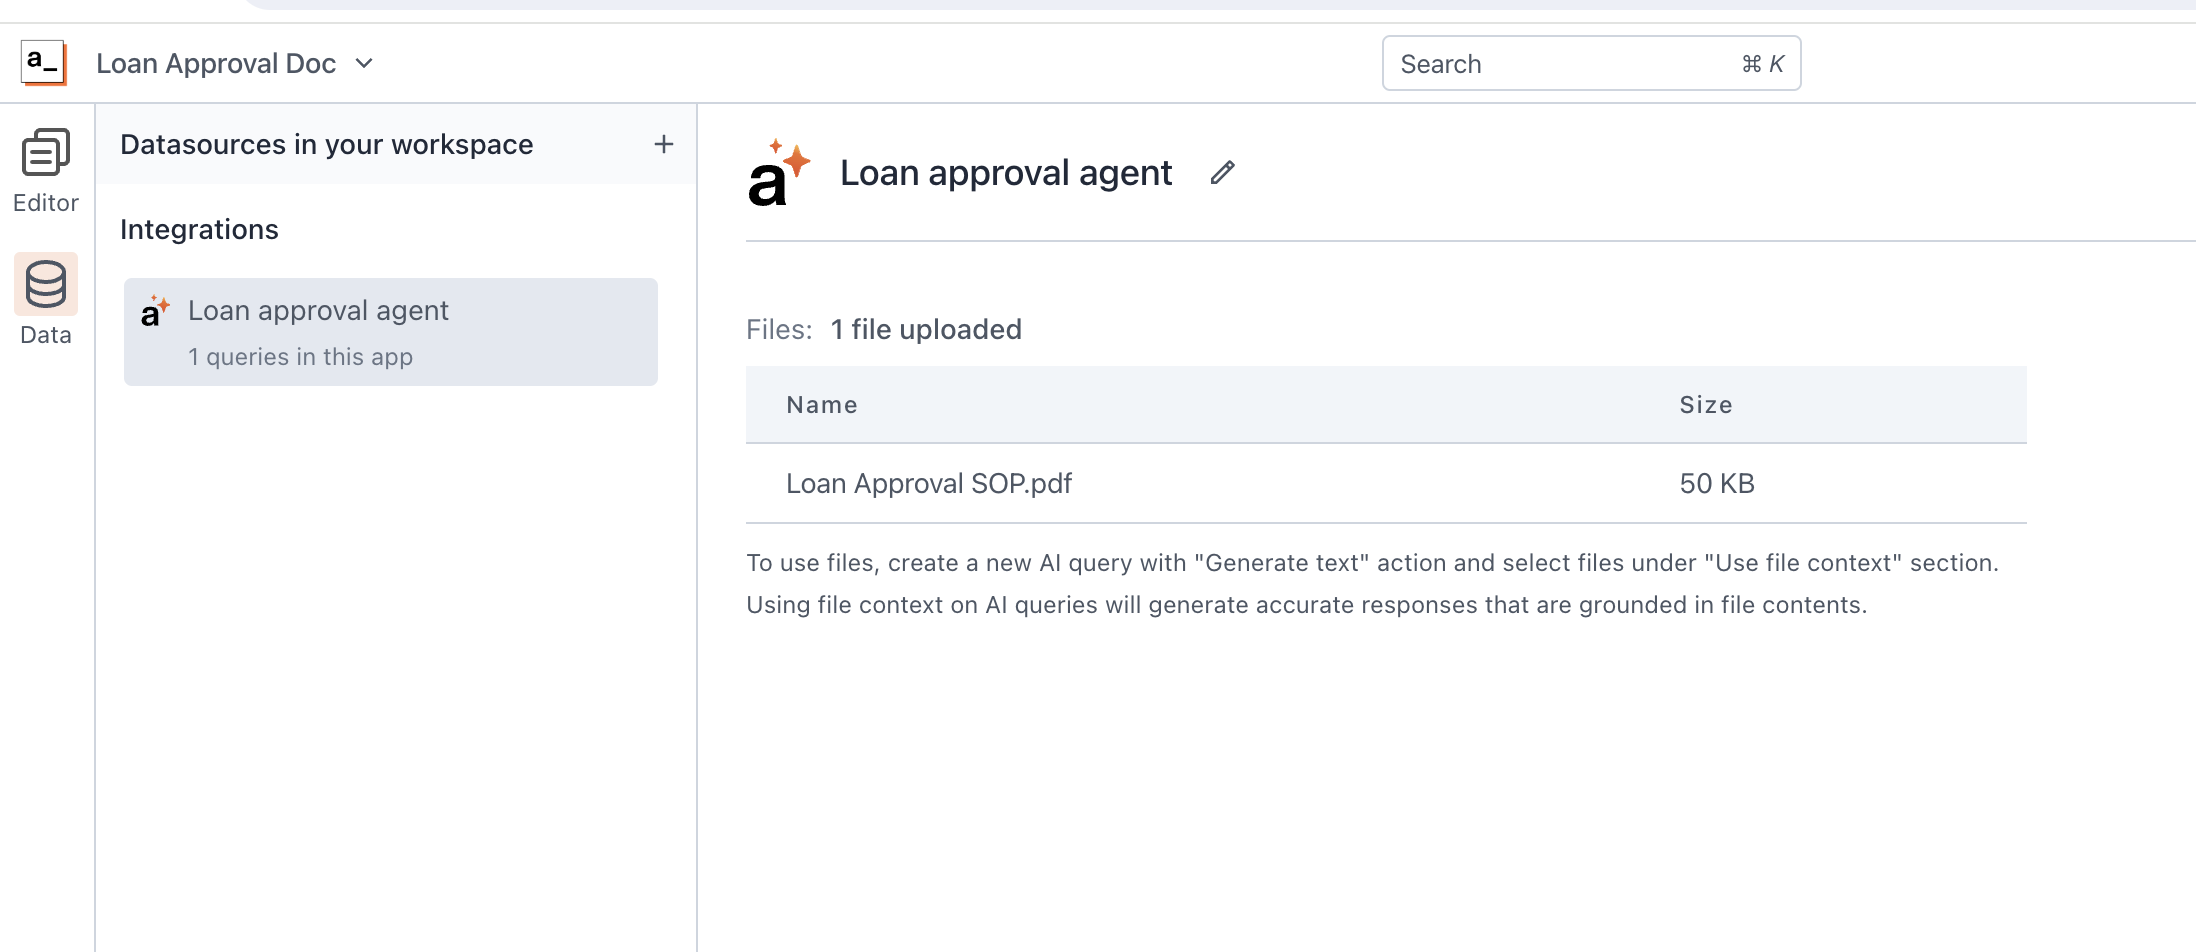 a_
Loan Approval Doc
Search
⌘ K
Editor
Data
Datasources in your workspace
+
Integrations
a
Loan approval agent
1 queries in this app
a
Loan approval agent
Files: 1 file uploaded
Name Size
Loan Approval SOP.pdf 50 KB
To use files, create a new AI query with "Generate text" action and select files under "Use file context" section.
Using file context on AI queries will generate accurate responses that are grounded in file contents.